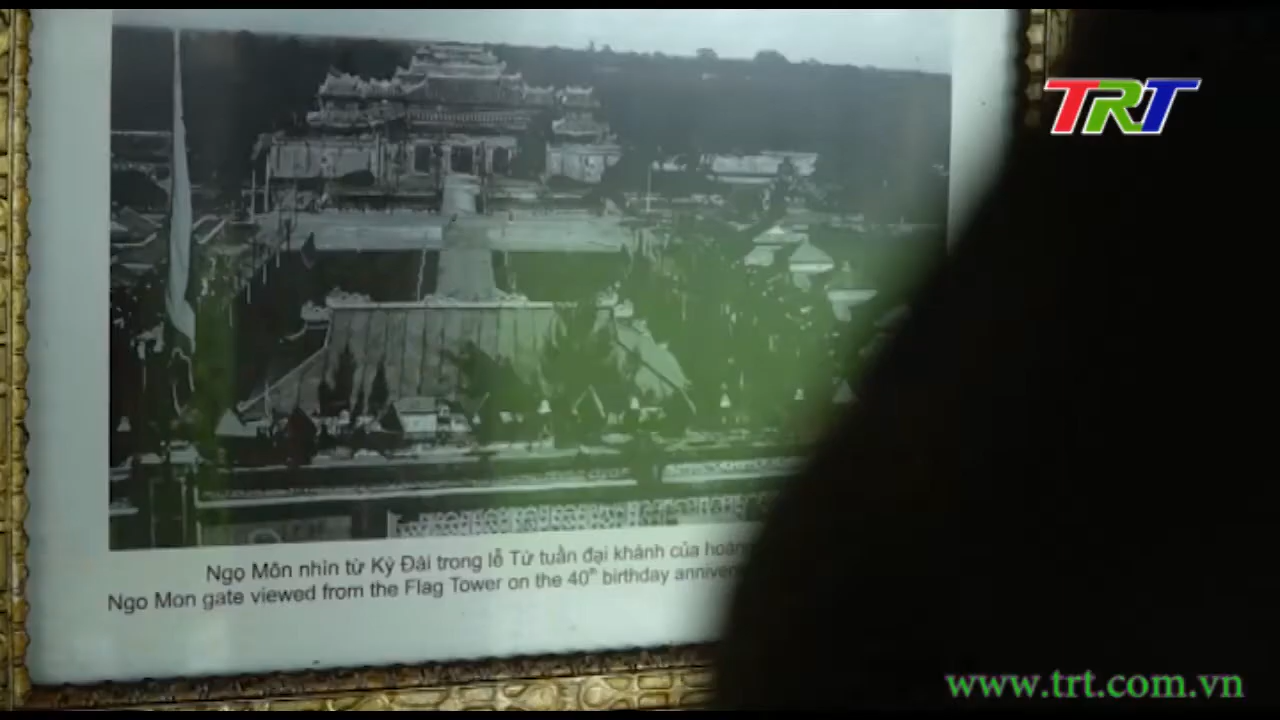 TRT
Ngọ Môn nhìn từ Kỳ Đài trong lễ Tứ tuần đại khánh của
Ngo Mon gate viewed from the Flag Tower on the 40th birthday
www.trt.com.vn